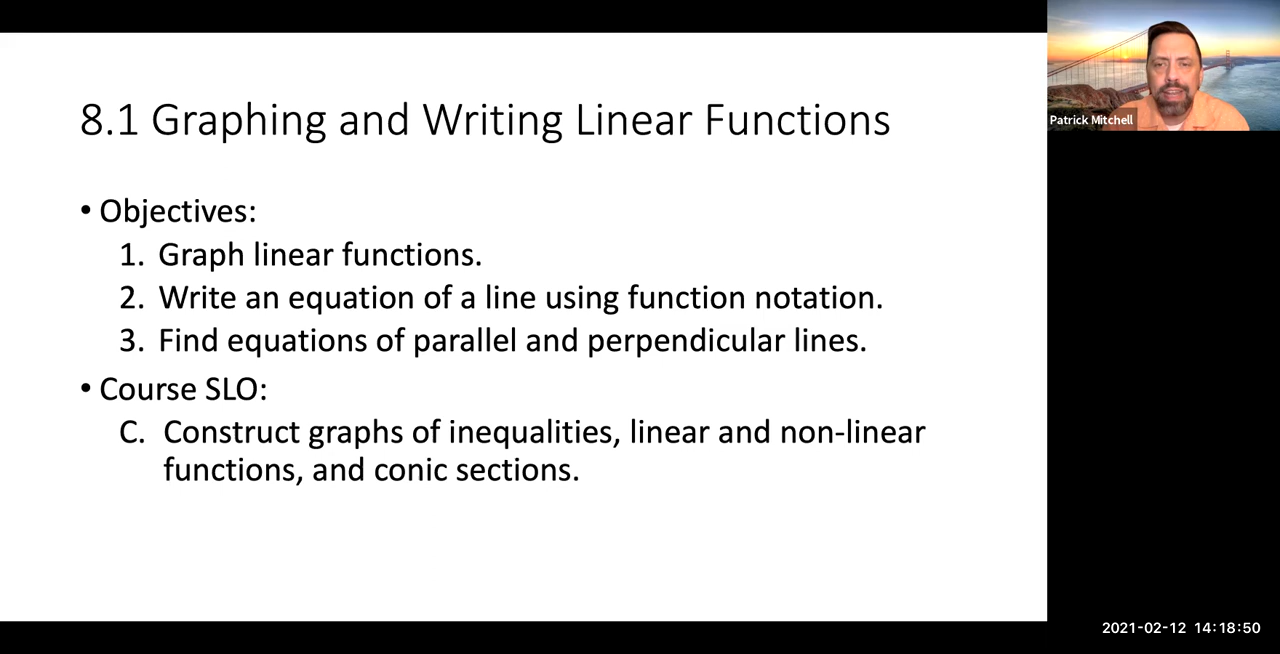 8.1 Graphing and Writing Linear Functions
Patrick Mitchell
• Objectives:
1. Graph linear functions.
2. Write an equation of a line using function notation.
3. Find equations of parallel and perpendicular lines.
• Course SLO:
C. Construct graphs of inequalities, linear and non-linear
functions, and conic sections.
2021-02-12 14:18:50